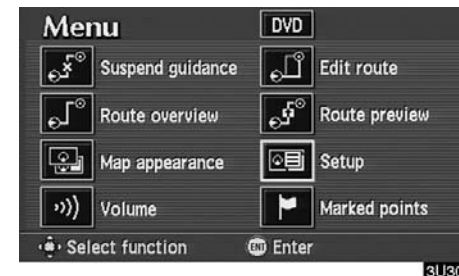 Menu DVD
Suspend guidance Edit route
Route overview Route preview
Map appearance Setup
Volume Marked points
Select function ENT Enter